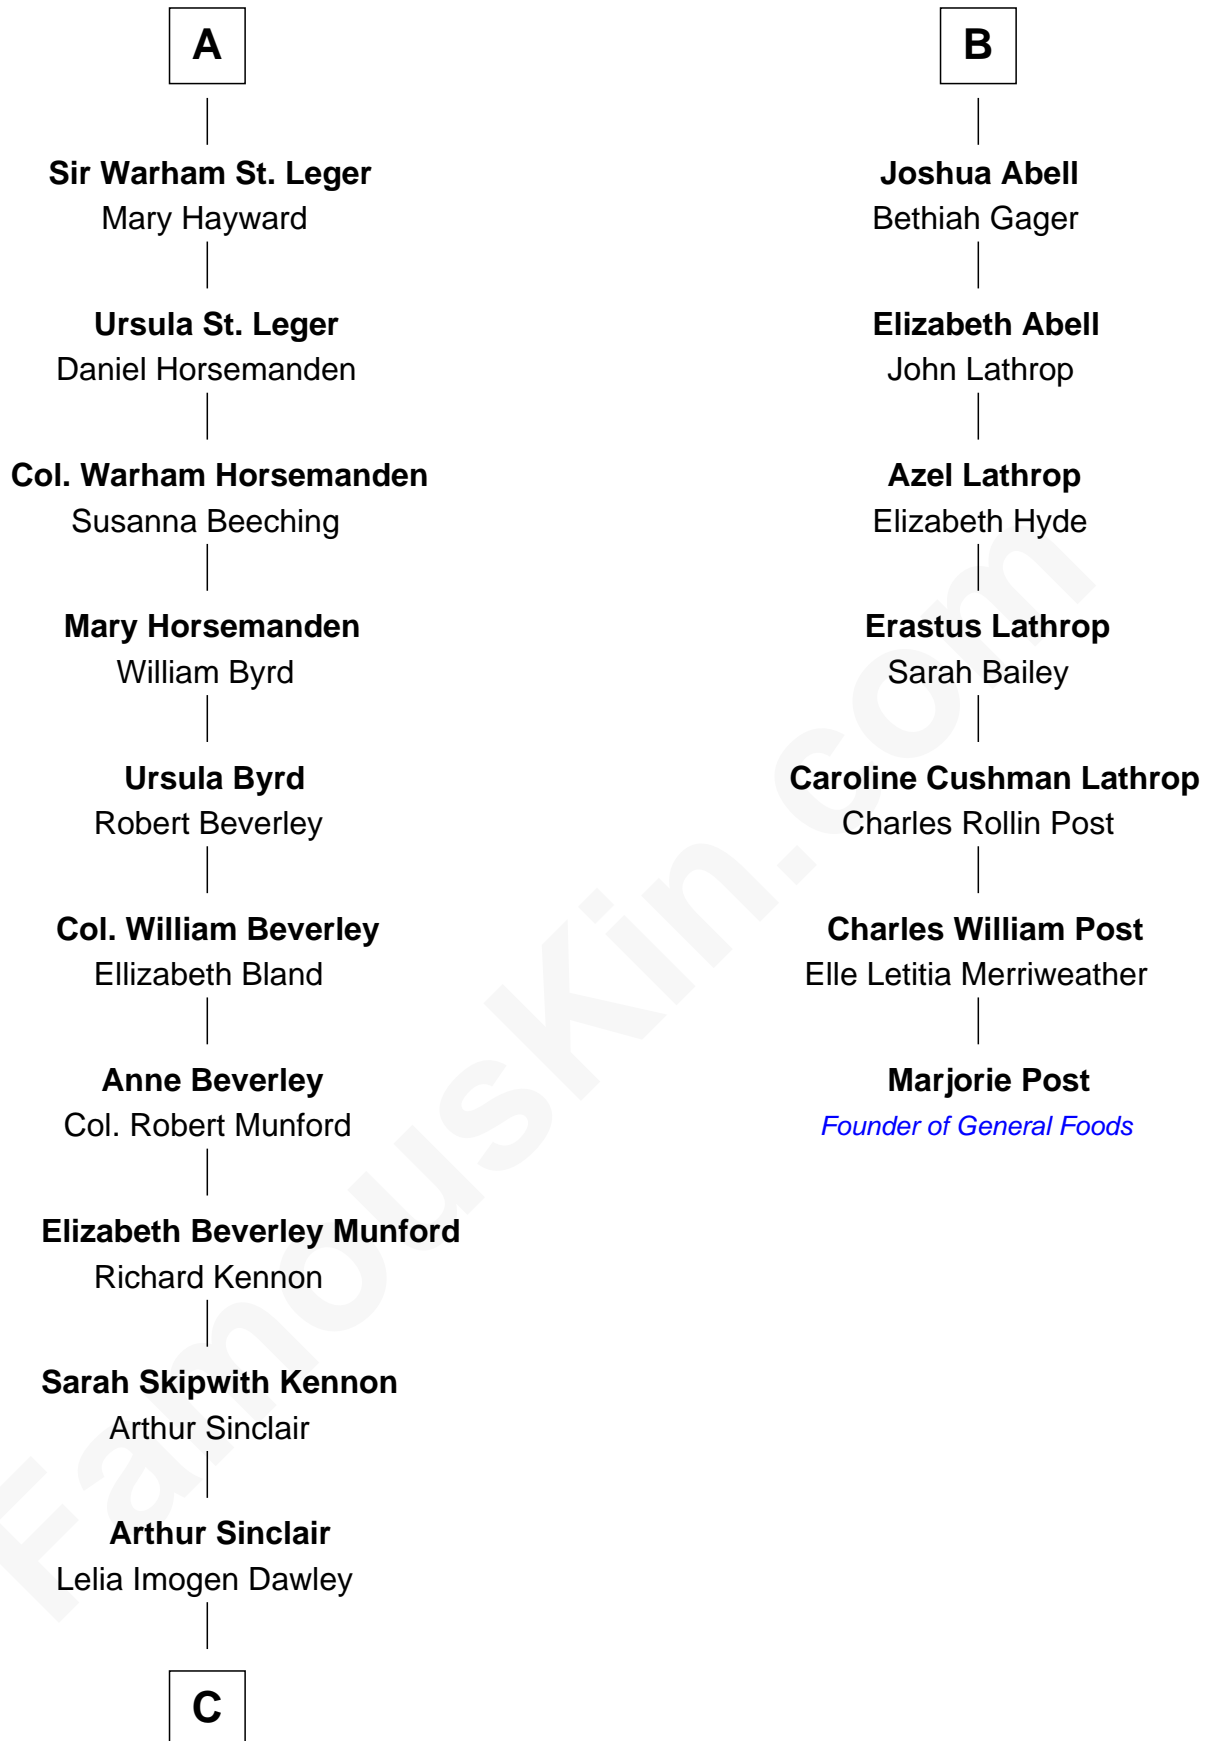 A
Sir Warham St. Leger
Mary Hayward
Ursula St. Leger
Daniel Horsemanden
Col. Warham Horsemanden
Susanna Beeching
Mary Horsemanden
William Byrd
Ursula Byrd
Robert Beverley
Col. William Beverley
Ellizabeth Bland
Anne Beverley
Col. Robert Munford
Elizabeth Beverley Munford
Richard Kennon
Sarah Skipwith Kennon
Arthur Sinclair
Arthur Sinclair
Lelia Imogen Dawley
C
B
Joshua Abell
Bethiah Gager
Elizabeth Abell
John Lathrop
Azel Lathrop
Elizabeth Hyde
Erastus Lathrop
Sarah Bailey
Caroline Cushman Lathrop
Charles Rollin Post
Charles William Post
Elle Letitia Merriweather
Marjorie Post
Founder of General Foods
FamousKin.com